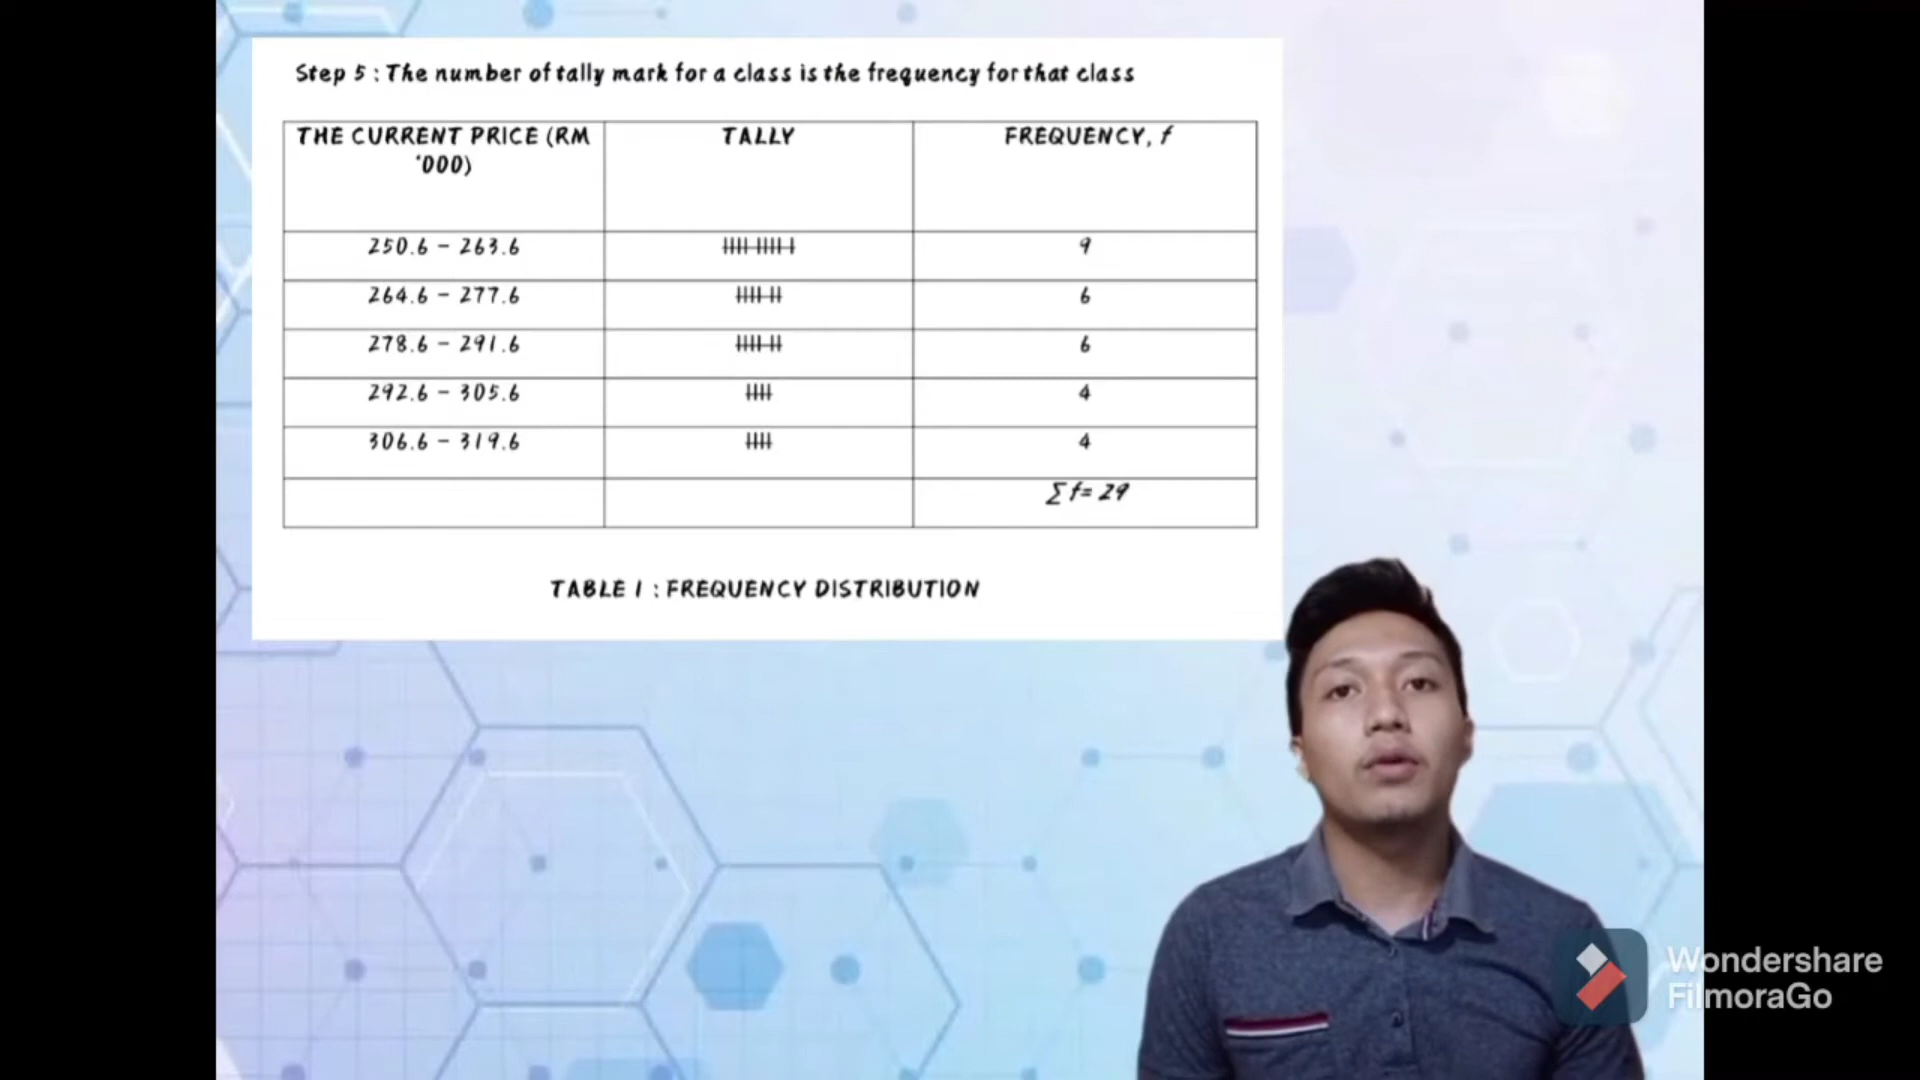 Step 5 : The number of tally mark for a class is the frequency for that class
THE CURRENT PRICE (RM '000) TALLY FREQUENCY, f
250.6 - 263.6 9
264.6 - 277.6 6
278.6 - 291.6 6
292.6 - 305.6 4
306.6 - 319.6 4
∑ f= 29
TABLE 1 : FREQUENCY DISTRIBUTION
Wondershare
FilmoraGo